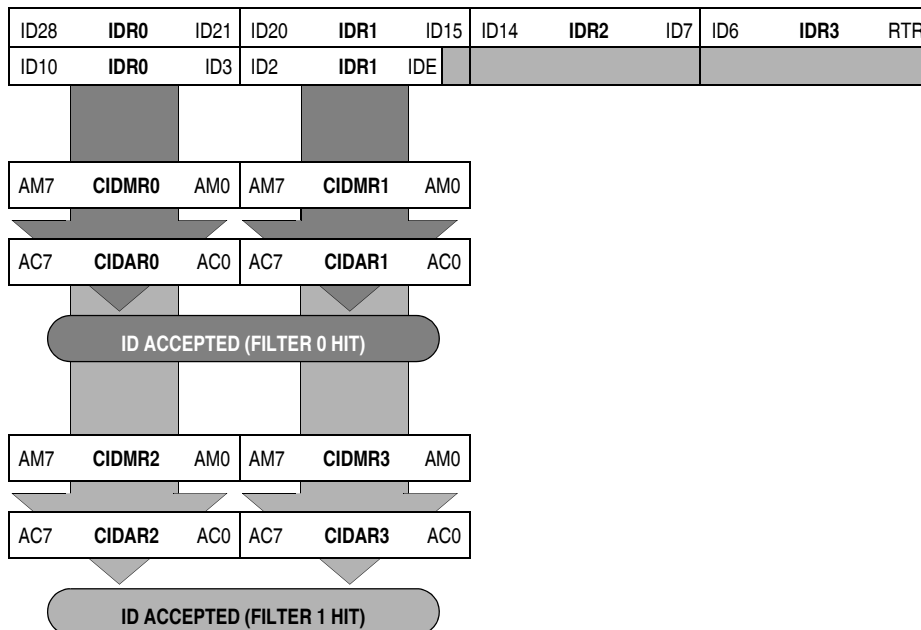 ID28 IDR0 ID21 ID20 IDR1 ID15 ID14 IDR2 ID7 ID6 IDR3 RTR
ID10 IDR0 ID3 ID2 IDR1 IDE
AM7 CIDMR0 AM0 AM7 CIDMR1 AM0
AC7 CIDAR0 AC0 AC7 CIDAR1 AC0
ID ACCEPTED (FILTER 0 HIT)
AM7 CIDMR2 AM0 AM7 CIDMR3 AM0
AC7 CIDAR2 AC0 AC7 CIDAR3 AC0
ID ACCEPTED (FILTER 1 HIT)